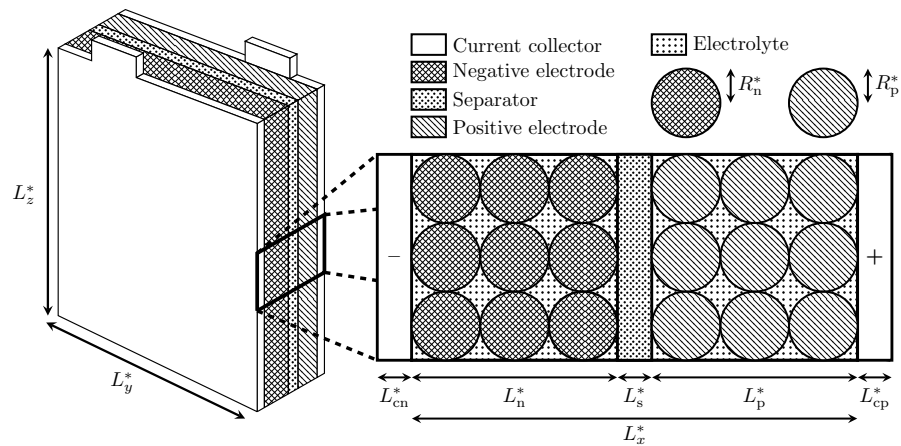 Current collector
Negative electrode
Separator
Positive electrode
Electrolyte
R*n
R*p
L*z
L*y
−
+
L*cn
L*n
L*s
L*p
L*cp
L*x